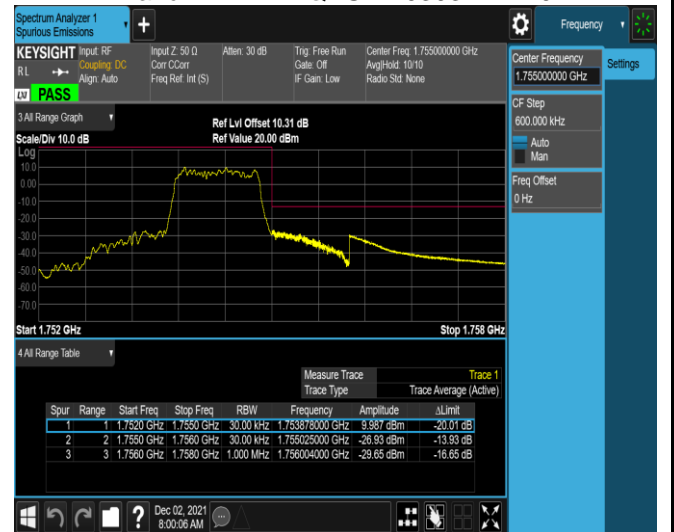 Spectrum Analyzer 1
Spurious Emissions
Frequency
KEYSIGHT
Input: RF
Coupling: DC
Align: Auto
Input Z: 50 Ω
Corr CCorr
Freq Ref: Int (S)
Atten: 30 dB
Trig: Free Run
Gate: Off
IF Gain: Low
Center Freq: 1.755000000 GHz
Avg|Hold: 10/10
Radio Std: None
R L
LXI
PASS
Center Frequency
1.755000000 GHz
Settings
CF Step
600.000 kHz
Auto
Man
Freq Offset
0 Hz
3 All Range Graph
Scale/Div 10.0 dB
Ref Lvl Offset 10.31 dB
Ref Value 20.00 dBm
Log
10.0
0.00
-10.0
-20.0
-30.0
-40.0
-50.0
-60.0
-70.0
Start 1.752 GHz
Stop 1.758 GHz
4 All Range Table
Measure Trace Trace 1
Trace Type Trace Average (Active)
Spur Range Start Freq Stop Freq RBW Frequency Amplitude ΔLimit
1 1 1.7520 GHz 1.7550 GHz 30.00 kHz 1.753878000 GHz 9.987 dBm -20.01 dB
2 2 1.7550 GHz 1.7560 GHz 30.00 kHz 1.755025000 GHz -26.93 dBm -13.93 dB
3 3 1.7560 GHz 1.7580 GHz 1.000 MHz 1.756004000 GHz -29.65 dBm -16.65 dB
Dec 02, 2021
8:00:06 AM